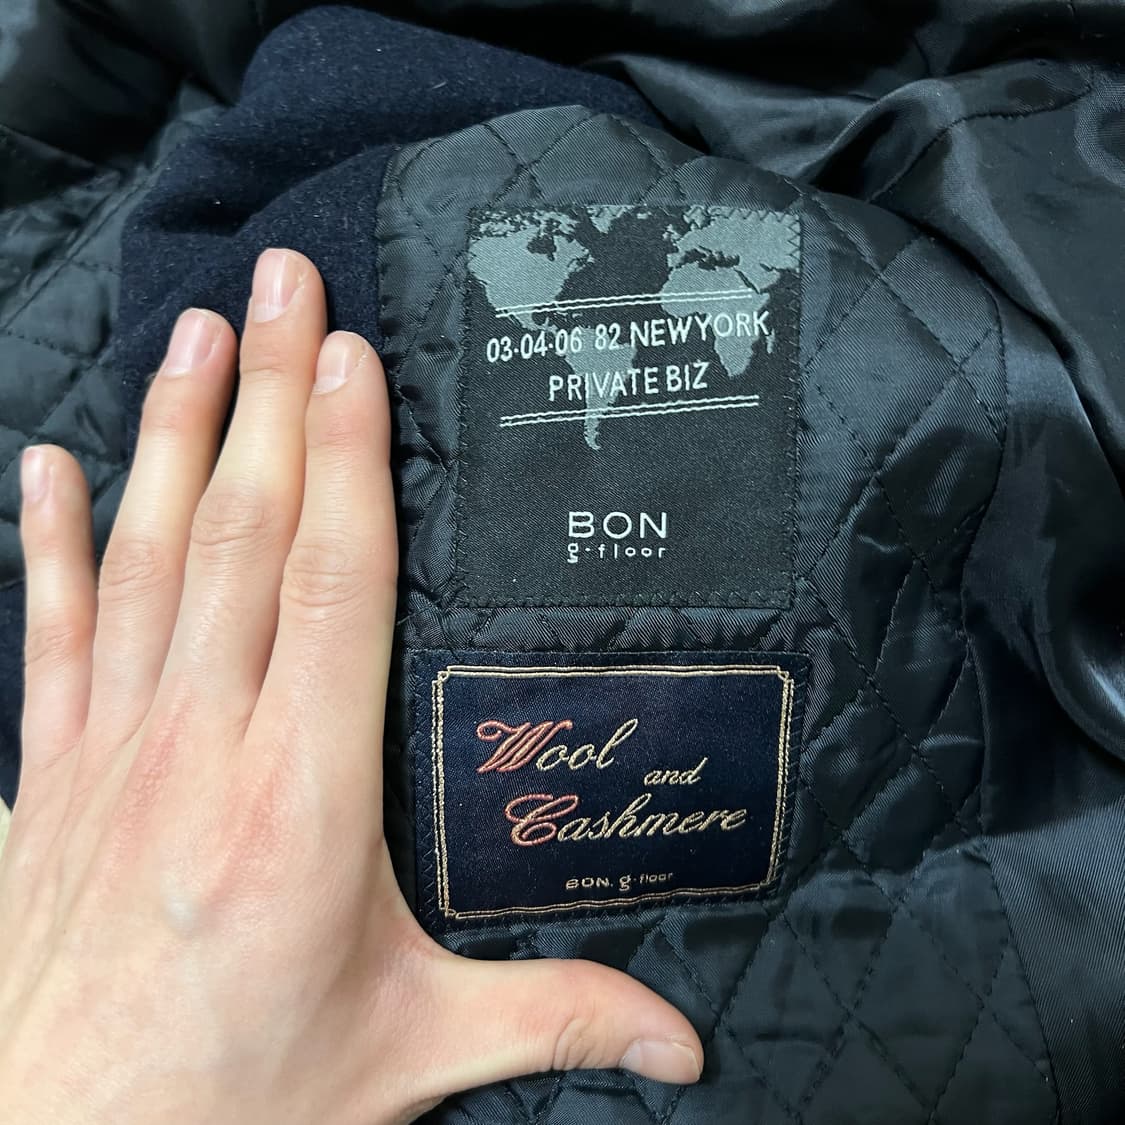 03·04·06 82 NEWYORK
PRIVATE BIZ
BON
g·floor
Wool
and
Cashmere
BON. g·floor